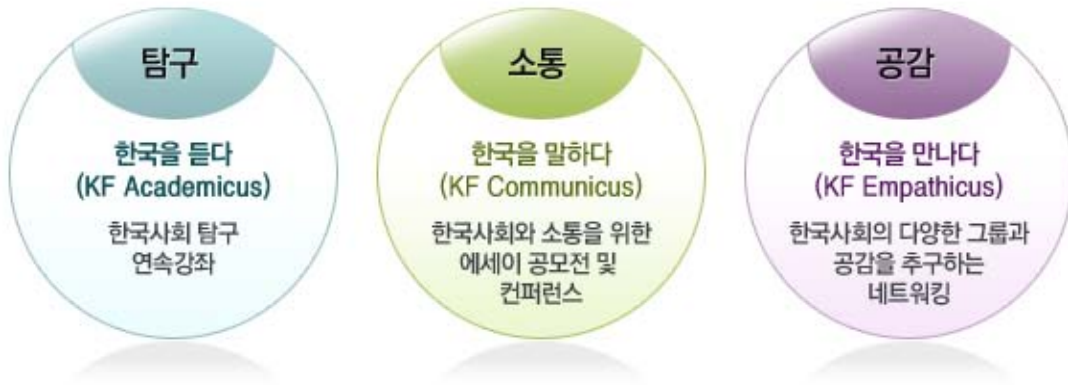 탐구
한국을 듣다
(KF Academicus)
한국사회 탐구
연속강좌
소통
한국을 말하다
(KF Communicus)
한국사회와 소통을 위한
에세이 공모전 및
컨퍼런스
공감
한국을 만나다
(KF Empathicus)
한국사회의 다양한 그룹과
공감을 추구하는
네트워킹